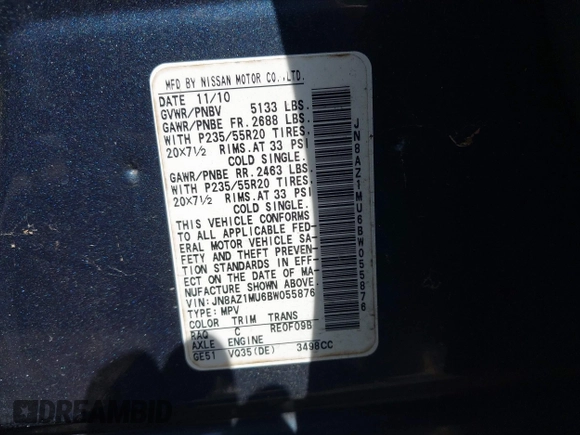 MFD BY NISSAN MOTOR CO.,LTD.
DATE 11/10
GVWR/PNBV 5133 LBS.
GAWR/PNBE FR. 2688 LBS.
WITH P235/55R20 TIRES.
20×7½ RIMS. AT 33 PSI
COLD SINGLE.
GAWR/PNBE RR. 2463 LBS.
WITH P235/55R20 TIRES.
20×7½ RIMS. AT 33 PSI
COLD SINGLE.
THIS VEHICLE CONFORMS
TO ALL APPLICABLE FED-
ERAL MOTOR VEHICLE SA-
FETY AND THEFT PREVEN-
TION STANDARDS IN EFF-
ECT ON THE DATE OF MA-
NUFACTURE SHOWN ABOVE.
VIN: JN8AZ1MU6BW055876
TYPE: MPV
COLOR TRIM TRANS
RAQ C RE0F09B
AXLE ENGINE
GE51 VQ35(DE) 3498CC
JN8AZ1MU6BW055876
DREAMBID